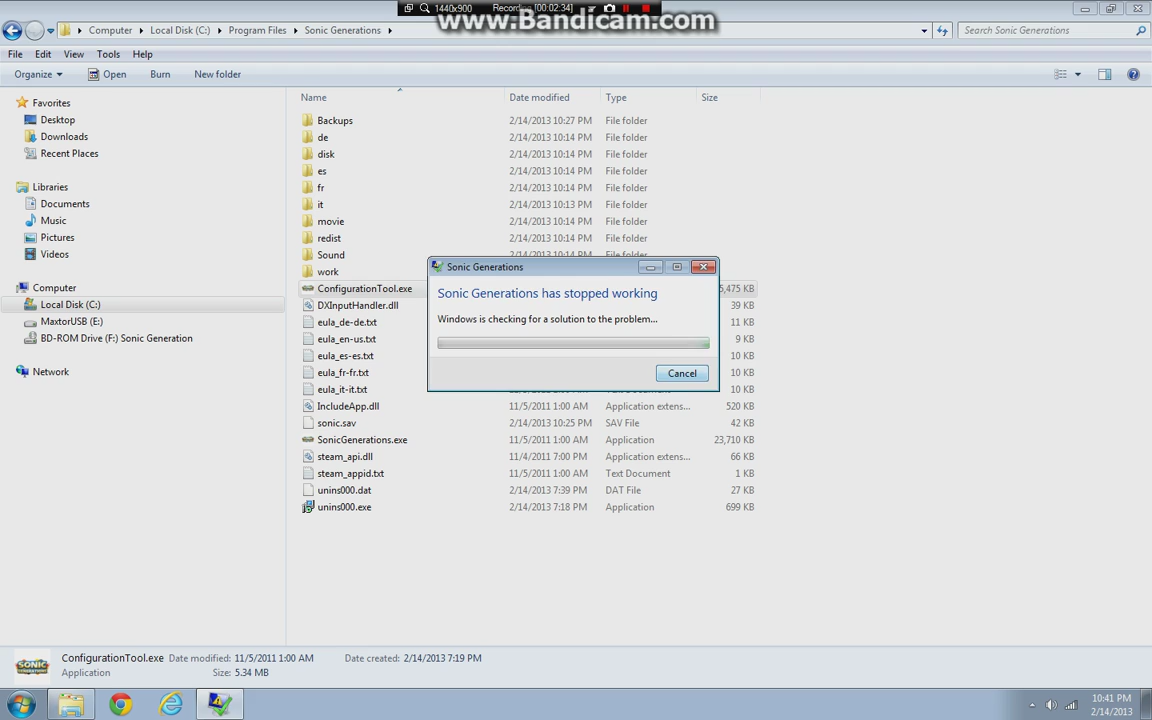 1440x900 Recording [00:02:34]
www.Bandicam.com
Computer Local Disk (C:) Program Files Sonic Generations
Search Sonic Generations
File Edit View Tools Help
Organize Open Burn New folder
Name Date modified Type Size
Favorites
Desktop
Downloads
Recent Places
Libraries
Documents
Music
Pictures
Videos
Computer
Local Disk (C:)
MaxtorUSB (E:)
BD-ROM Drive (F:) Sonic Generation
Network
Backups 2/14/2013 10:27 PM File folder
de 2/14/2013 10:14 PM File folder
disk 2/14/2013 10:14 PM File folder
es 2/14/2013 10:14 PM File folder
fr 2/14/2013 10:14 PM File folder
it 2/14/2013 10:13 PM File folder
movie 2/14/2013 10:14 PM File folder
redist 2/14/2013 10:14 PM File folder
Sound 2/14/2013 10:14 PM File folder
work
ConfigurationTool.exe 5,475 KB
DXInputHandler.dll 39 KB
eula_de-de.txt 11 KB
eula_en-us.txt 9 KB
eula_es-es.txt 10 KB
eula_fr-fr.txt 10 KB
eula_it-it.txt 10 KB
IncludeApp.dll 11/5/2011 1:00 AM Application extens... 520 KB
sonic.sav 2/14/2013 10:25 PM SAV File 42 KB
SonicGenerations.exe 11/5/2011 1:00 AM Application 23,710 KB
steam_api.dll 11/4/2011 7:00 PM Application extens... 66 KB
steam_appid.txt 11/5/2011 1:00 AM Text Document 1 KB
unins000.dat 2/14/2013 7:39 PM DAT File 27 KB
unins000.exe 2/14/2013 7:18 PM Application 699 KB
Sonic Generations
Sonic Generations has stopped working
Windows is checking for a solution to the problem...
Cancel
ConfigurationTool.exe Date modified: 11/5/2011 1:00 AM Date created: 2/14/2013 7:19 PM
Application Size: 5.34 MB
10:41 PM
2/14/2013